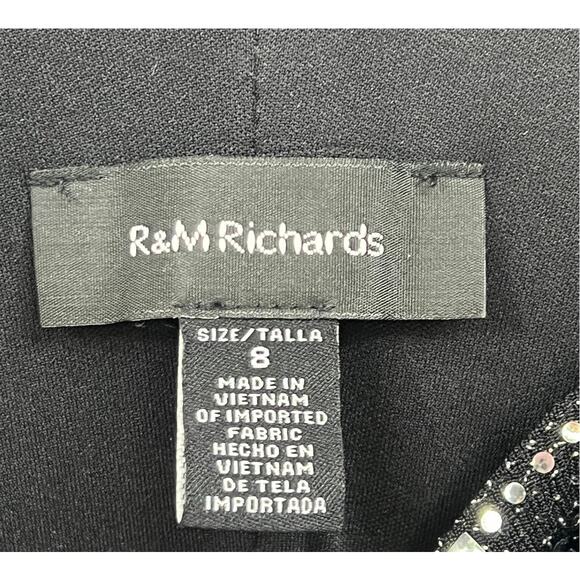 R&M Richards
SIZE/TALLA
8
MADE IN
VIETNAM
OF IMPORTED
FABRIC
HECHO EN
VIETNAM
DE TELA
IMPORTADA